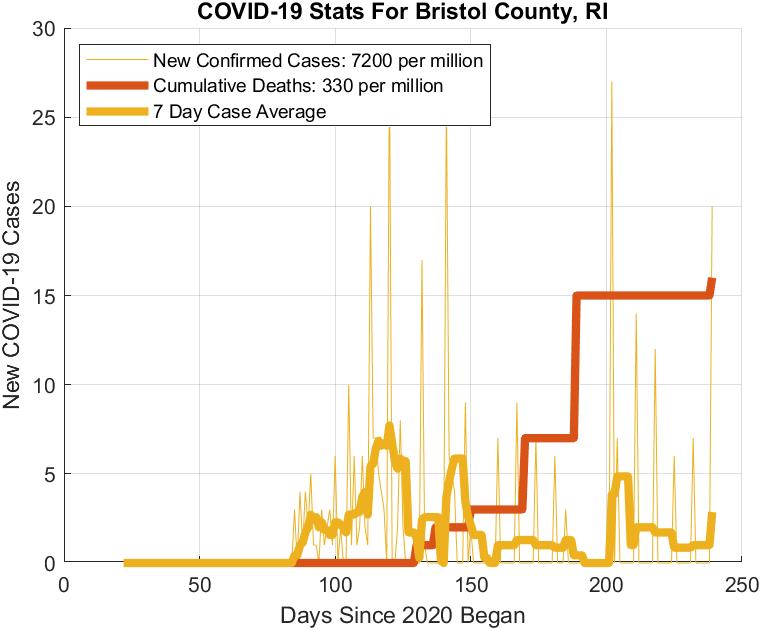 COVID-19 Stats For Bristol County, RI
30
New Confirmed Cases: 7200 per million
Cumulative Deaths: 330 per million
7 Day Case Average
25
20
15
10
5
0
New COVID-19 Cases
0 50 100 150 200 250
Days Since 2020 Began